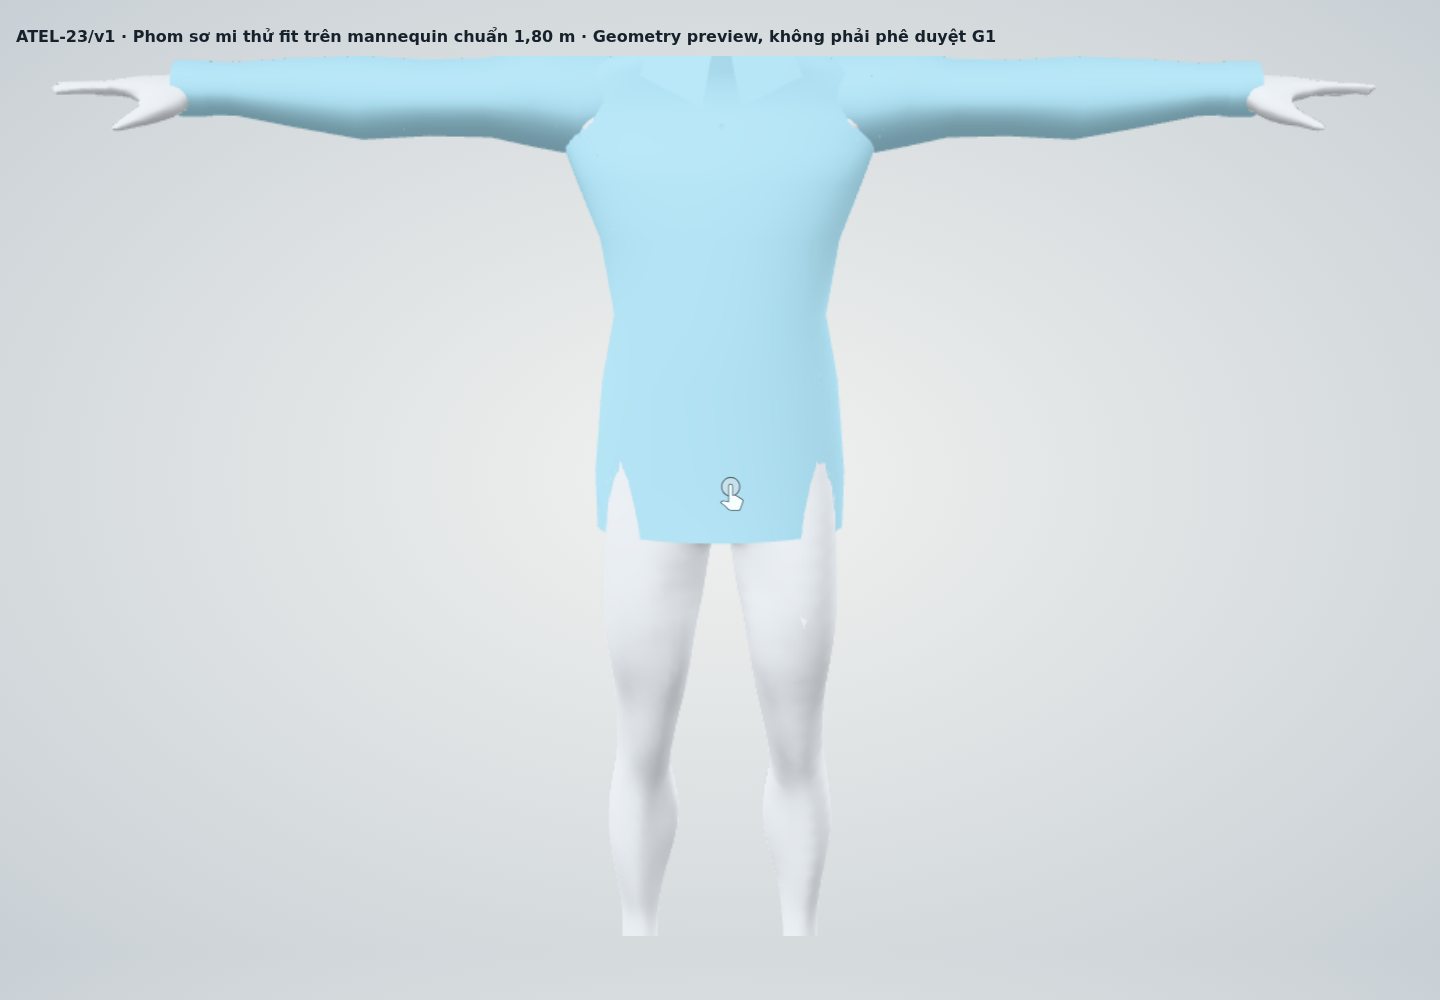 ATEL-23/v1 · Phom sơ mi thử fit trên mannequin chuẩn 1,80 m · Geometry preview, không phải phê duyệt G1